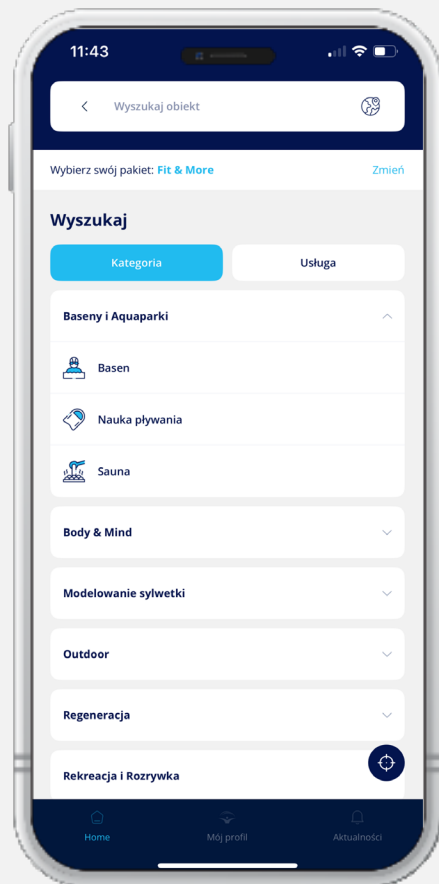 11:43
Wyszukaj obiekt
Wybierz swój pakiet: Fit & More Zmień
Wyszukaj
Kategoria Usługa
Baseny i Aquaparki
Basen
Nauka pływania
Sauna
Body & Mind
Modelowanie sylwetki
Outdoor
Regeneracja
Rekreacja i Rozrywka
Home Mój profil Aktualności